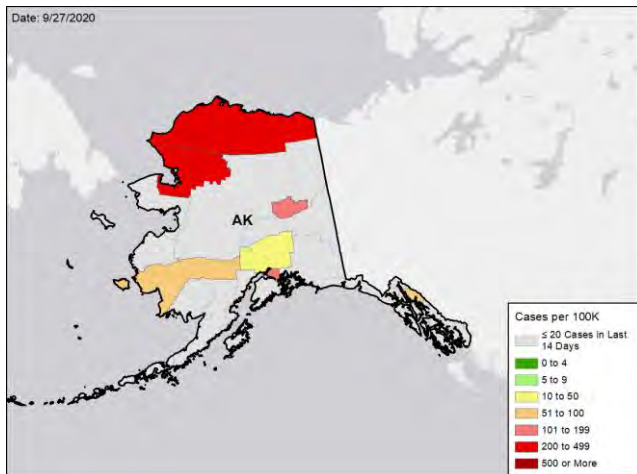 Date: 9/27/2020
AK
Cases per 100K
≤ 20 Cases in Last
14 Days
0 to 4
5 to 9
10 to 50
51 to 100
101 to 199
200 to 499
500 or More